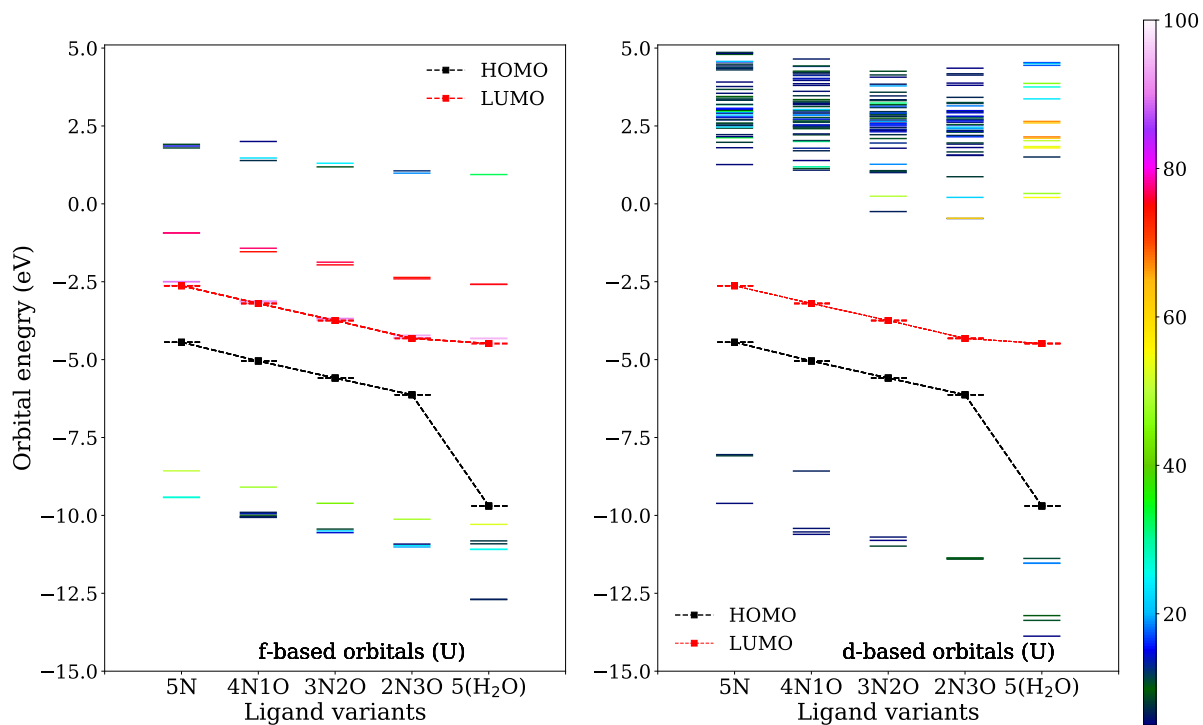 Orbital enegry (eV)
5.0
2.5
0.0
−2.5
−5.0
−7.5
−10.0
−12.5
−15.0
HOMO
LUMO
f-based orbitals (U)
5N 4N1O 3N2O 2N3O 5(H₂O)
Ligand variants
5.0
2.5
0.0
−2.5
−5.0
−7.5
−10.0
−12.5
−15.0
HOMO
LUMO
d-based orbitals (U)
5N 4N1O 3N2O 2N3O 5(H₂O)
Ligand variants
100
80
60
40
20